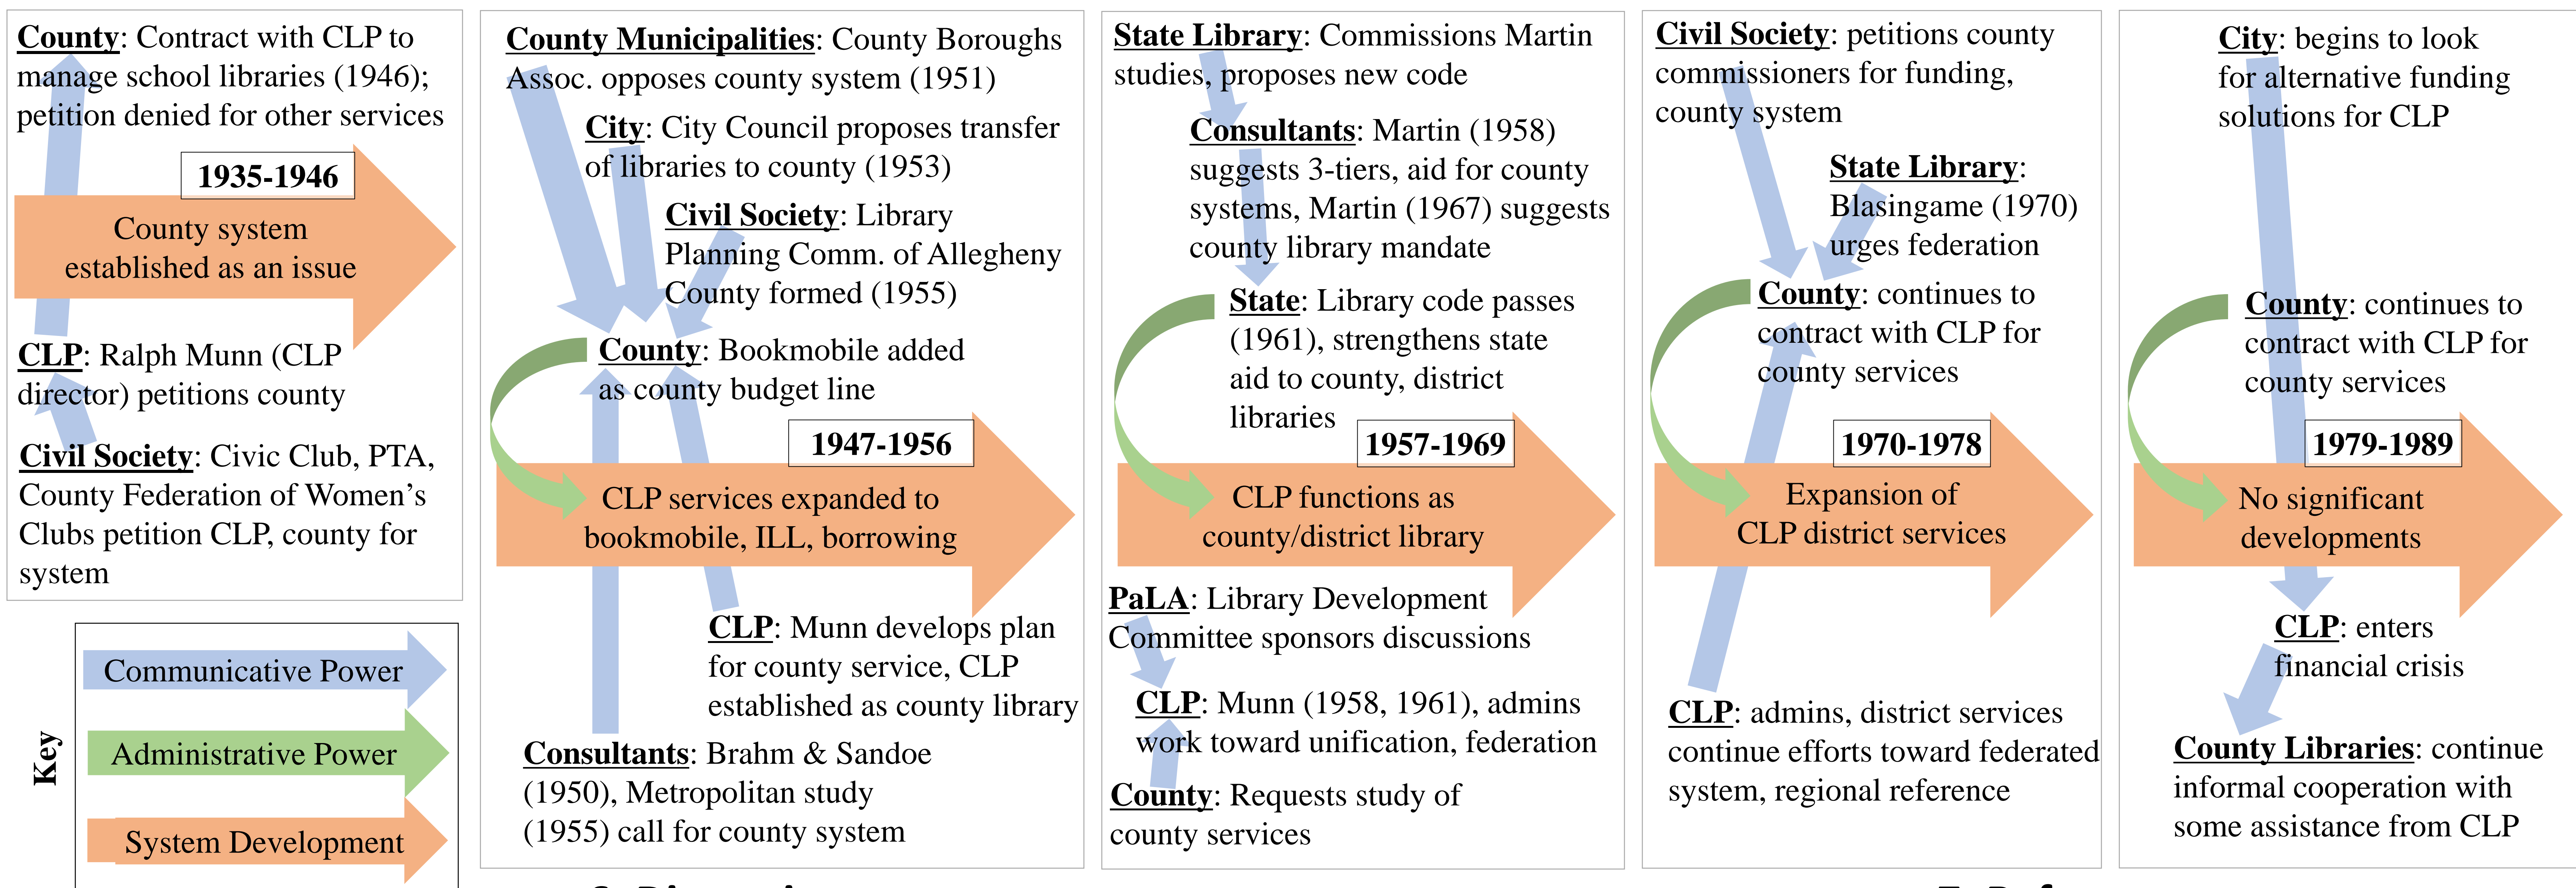 County: Contract with CLP to
manage school libraries (1946);
petition denied for other services
1935-1946
County system
established as an issue
CLP: Ralph Munn (CLP
director) petitions county
Civil Society: Civic Club, PTA,
County Federation of Women's
Clubs petition CLP, county for
system
Key
Communicative Power
Administrative Power
System Development
County Municipalities: County Boroughs
Assoc. opposes county system (1951)
City: City Council proposes transfer
of libraries to county (1953)
Civil Society: Library
Planning Comm. of Allegheny
County formed (1955)
County: Bookmobile added
as county budget line
1947-1956
CLP services expanded to
bookmobile, ILL, borrowing
CLP: Munn develops plan
for county service, CLP
established as county library
Consultants: Brahm & Sandoe
(1950), Metropolitan study
(1955) call for county system
State Library: Commissions Martin
studies, proposes new code
Consultants: Martin (1958)
suggests 3-tiers, aid for county
systems, Martin (1967) suggests
county library mandate
State: Library code passes
(1961), strengthens state
aid to county, district
libraries
1957-1969
CLP functions as
county/district library
PaLA: Library Development
Committee sponsors discussions
CLP: Munn (1958, 1961), admins
work toward unification, federation
County: Requests study of
county services
Civil Society: petitions county
commissioners for funding,
county system
State Library:
Blasingame (1970)
urges federation
County: continues to
contract with CLP for
county services
1970-1978
Expansion of
CLP district services
CLP: admins, district services
continue efforts toward federated
system, regional reference
City: begins to look
for alternative funding
solutions for CLP
County: continues to
contract with CLP for
county services
1979-1989
No significant
developments
CLP: enters
financial crisis
County Libraries: continue
informal cooperation with
some assistance from CLP